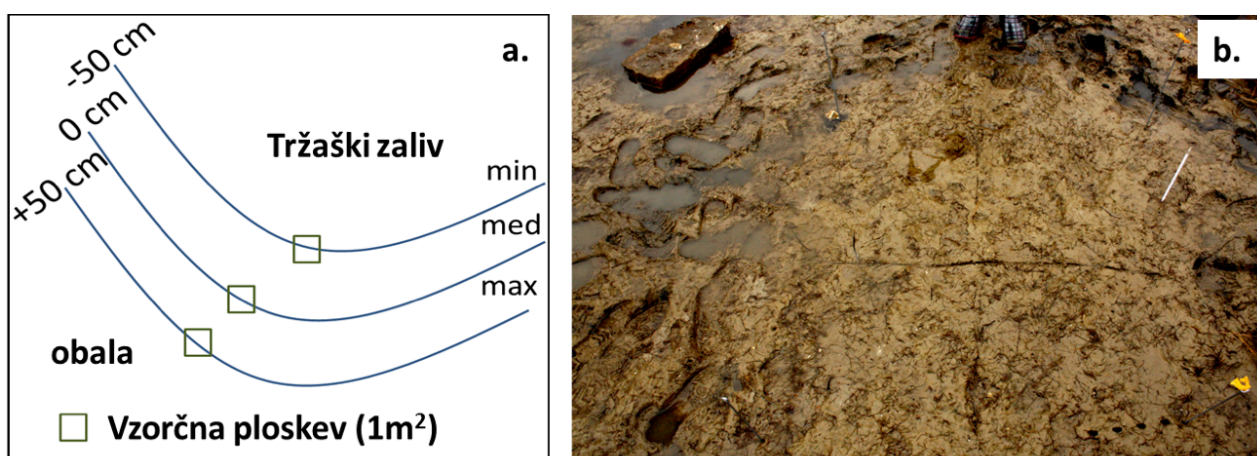 a.
-50 cm
0 cm
+50 cm
Tržaški zaliv
min
med
max
obala
Vzorčna ploskev (1m²)
b.